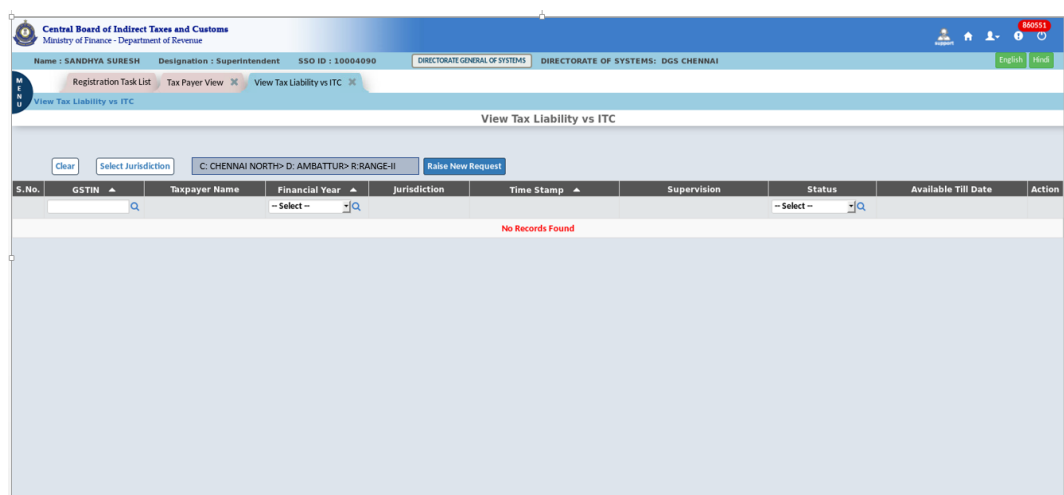 Central Board of Indirect Taxes and Customs
Ministry of Finance - Department of Revenue
860551
support
Name : SANDHYA SURESH Designation : Superintendent SSO ID : 10004090 DIRECTORATE GENERAL OF SYSTEMS DIRECTORATE OF SYSTEMS: DGS CHENNAI English Hindi
MENU
Registration Task List Tax Payer View View Tax Liability vs ITC
View Tax Liability vs ITC
View Tax Liability vs ITC
Clear Select Jurisdiction C: CHENNAI NORTH> D: AMBATTUR> R:RANGE-II Raise New Request
S.No. GSTIN Taxpayer Name Financial Year Jurisdiction Time Stamp Supervision Status Available Till Date Action
-- Select -- -- Select --
No Records Found